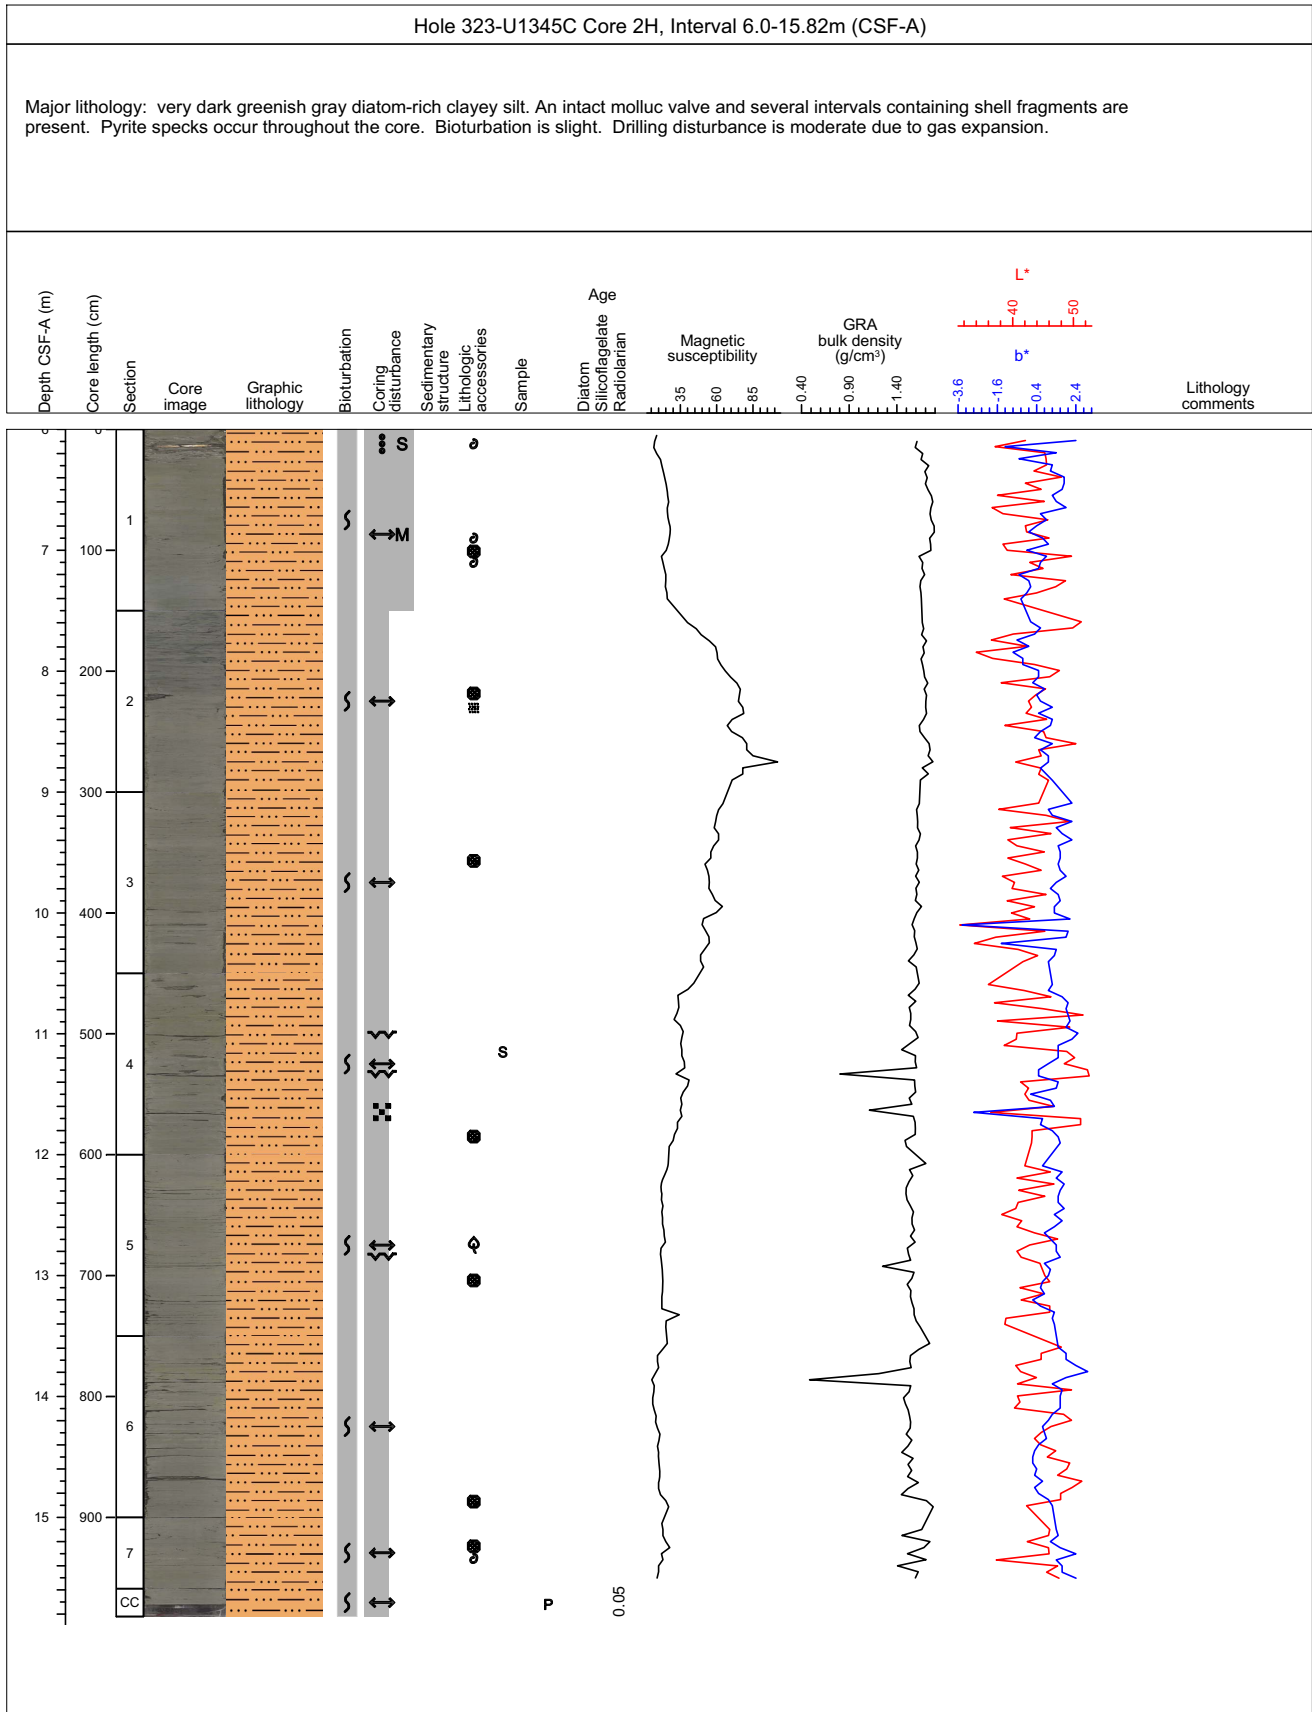 Hole 323-U1345C Core 2H, Interval 6.0-15.82m (CSF-A)
Major lithology: very dark greenish gray diatom-rich clayey silt. An intact molluc valve and several intervals containing shell fragments are
present. Pyrite specks occur throughout the core. Bioturbation is slight. Drilling disturbance is moderate due to gas expansion.
Depth CSF-A (m)
Core length (cm)
Section
Core
image
Graphic
lithology
Bioturbation
Coring
disturbance
Sedimentary
structure
Lithologic
accessories
Sample
Age
Diatom
Silicoflagelate
Radiolarian
Magnetic
susceptibility
35 60 85
GRA
bulk density
(g/cm³)
0.40 0.90 1.40
L*
40 50
b*
-3.6 -1.6 0.4 2.4
Lithology
comments
6 0
S
1
M
7 100
8 200
2
9 300
3
10 400
11 500
S
4
12 600
5
13 700
14 800
6
15 900
7
CC
P
0.05